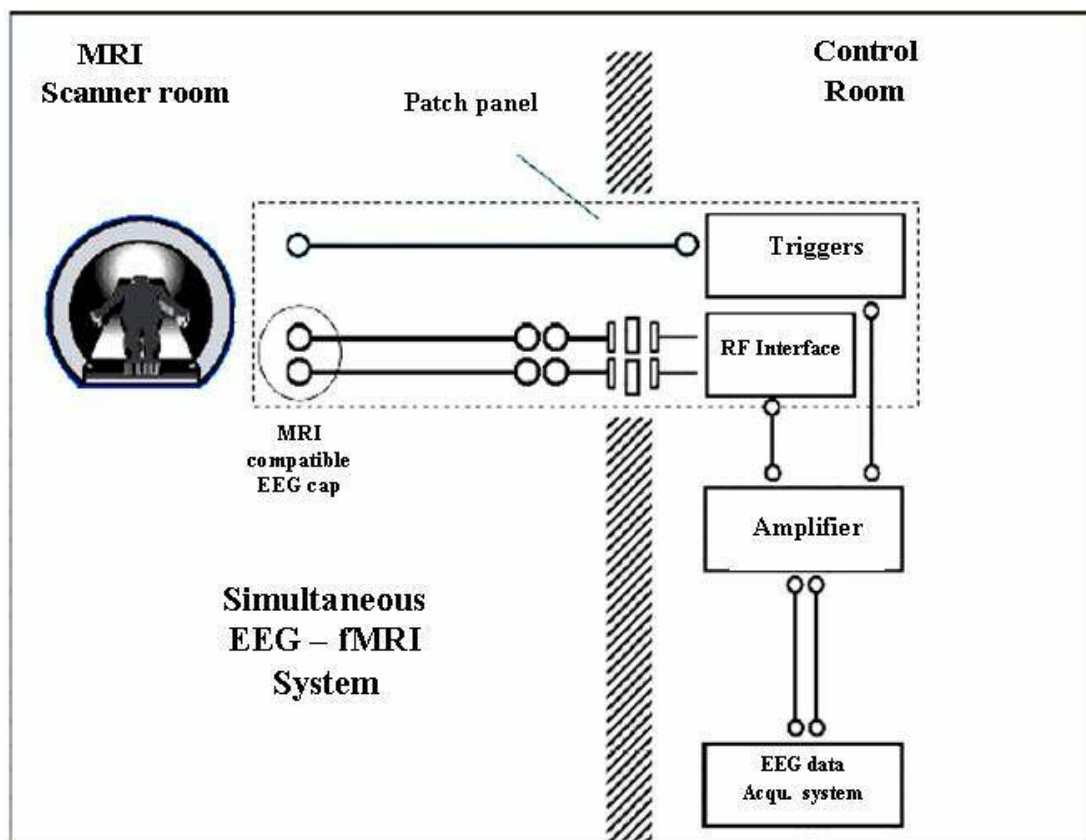 MRI
Scanner room
Control
Room
Patch panel
Triggers
RF Interface
MRI
compatible
EEG cap
Amplifier
Simultaneous
EEG – fMRI
System
EEG data
Acqu. system